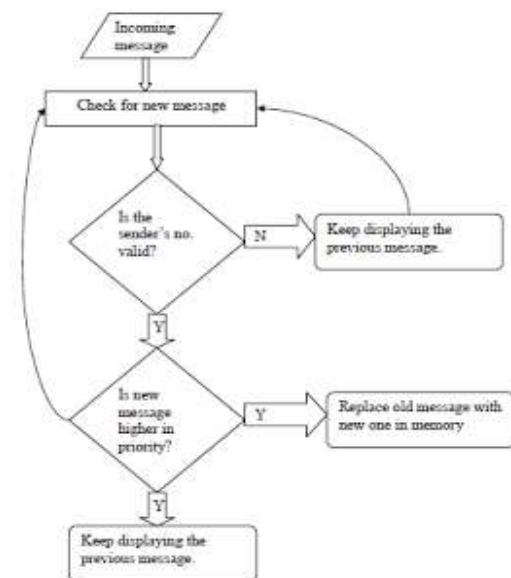 Incoming
message
Check for new message
Is the
sender's no.
valid?
N
Keep displaying the
previous message.
Y
Is new
message
higher in
priority?
Y
Replace old message with
new one in memory
Y
Keep displaying the
previous message.